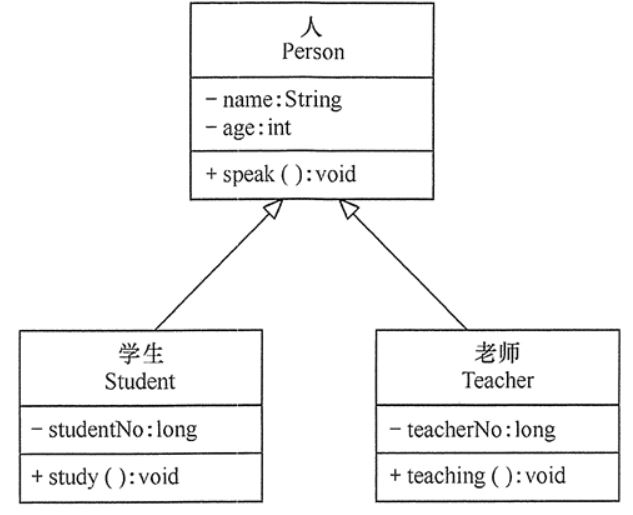 人
Person
- name:String
- age:int
+ speak ( ):void
学生
Student
- studentNo:long
+ study ( ):void
老师
Teacher
- teacherNo:long
+ teaching ( ):void